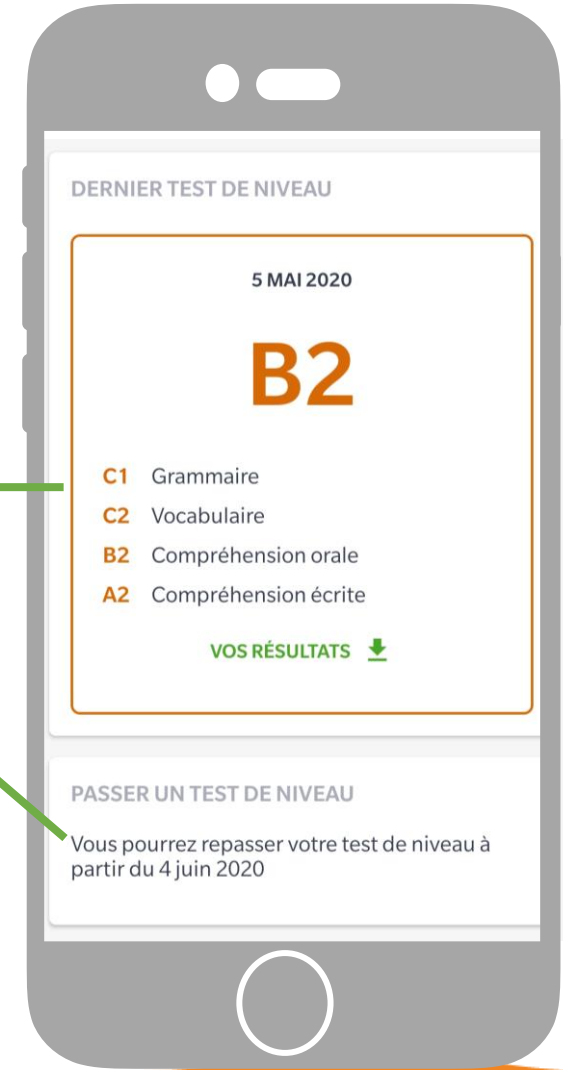 DERNIER TEST DE NIVEAU
5 MAI 2020
B2
C1 Grammaire
C2 Vocabulaire
B2 Compréhension orale
A2 Compréhension écrite
VOS RÉSULTATS
PASSER UN TEST DE NIVEAU
Vous pourrez repasser votre test de niveau à
partir du 4 juin 2020